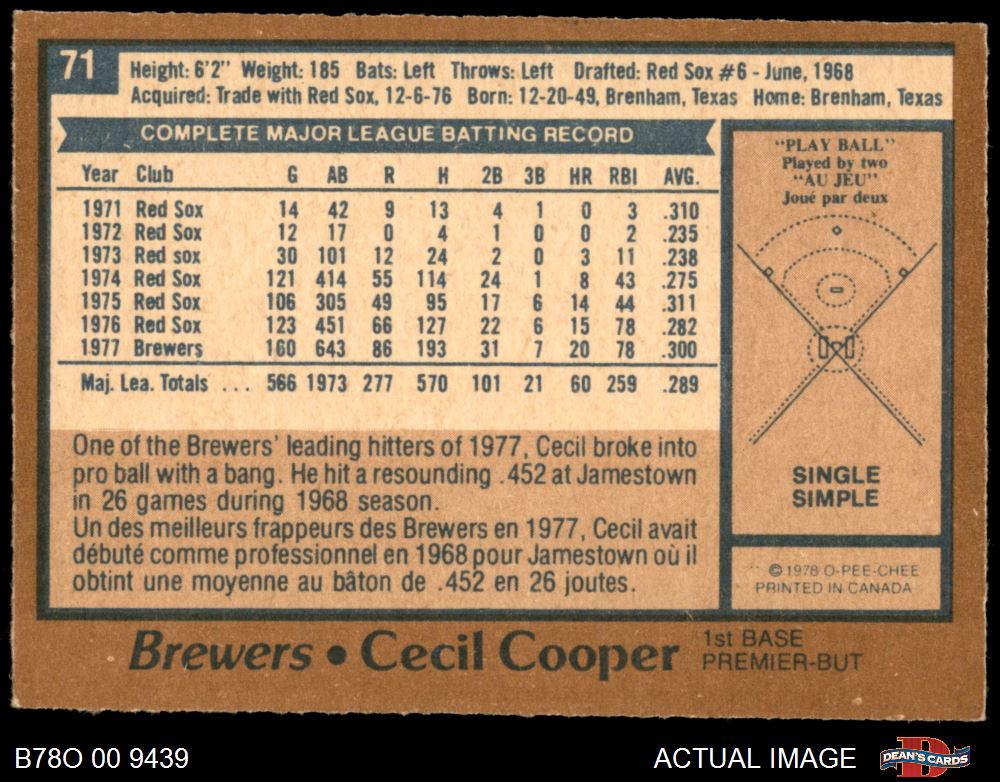 71
Height: 6'2" Weight: 185 Bats: Left Throws: Left Drafted: Red Sox #6 - June, 1968
Acquired: Trade with Red Sox, 12-6-76 Born: 12-20-49, Brenham, Texas Home: Brenham, Texas
COMPLETE MAJOR LEAGUE BATTING RECORD
Year Club G AB R H 2B 3B HR RBI AVG.
1971 Red Sox 14 42 9 13 4 1 0 3 .310
1972 Red Sox 12 17 0 4 1 0 0 2 .235
1973 Red sox 30 101 12 24 2 0 3 11 .238
1974 Red Sox 121 414 55 114 24 1 8 43 .275
1975 Red Sox 106 305 49 95 17 6 14 44 .311
1976 Red Sox 123 451 66 127 22 6 15 78 .282
1977 Brewers 160 643 86 193 31 7 20 78 .300
Maj. Lea. Totals ... 566 1973 277 570 101 21 60 259 .289
One of the Brewers' leading hitters of 1977, Cecil broke into
pro ball with a bang. He hit a resounding .452 at Jamestown
in 26 games during 1968 season.
Un des meilleurs frappeurs des Brewers en 1977, Cecil avait
débuté comme professionnel en 1968 pour Jamestown où il
obtint une moyenne au bâton de .452 en 26 joutes.
"PLAY BALL"
Played by two
"AU JEU"
Joué par deux
SINGLE
SIMPLE
© 1978 O-PEE-CHEE
PRINTED IN CANADA
Brewers • Cecil Cooper
1st BASE
PREMIER-BUT
B78O 00 9439
ACTUAL IMAGE
DEAN'S CARDS